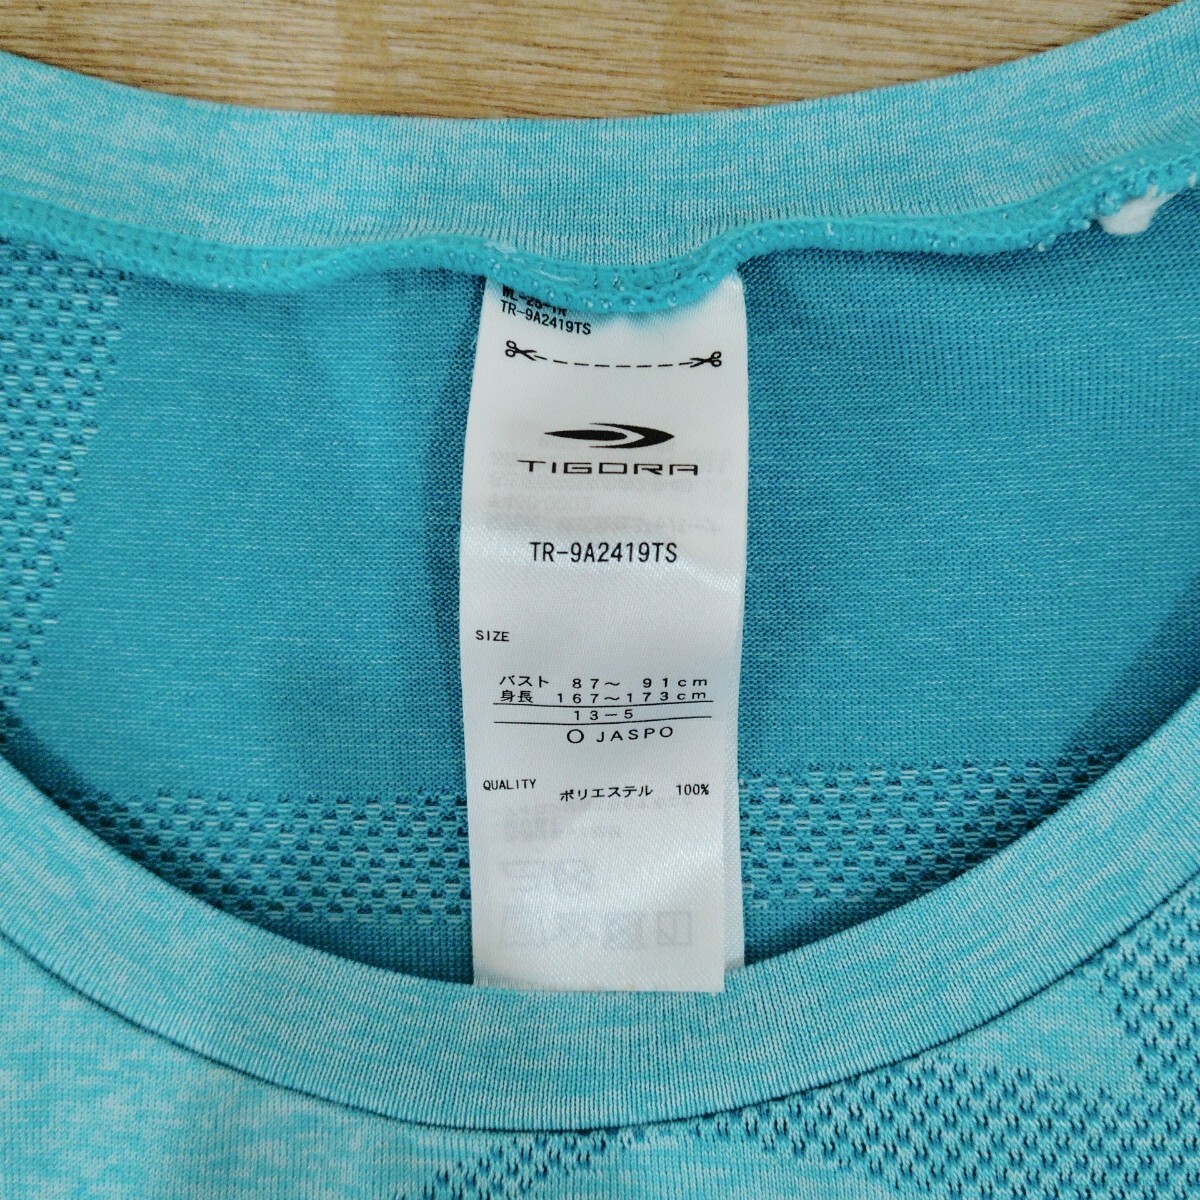 TR-9A2419TS
TIGORA
TR-9A2419TS
SIZE
バスト 87～ 91cm
身長 167～173cm
13-5
O JASPO
QUALITY ポリエステル 100%